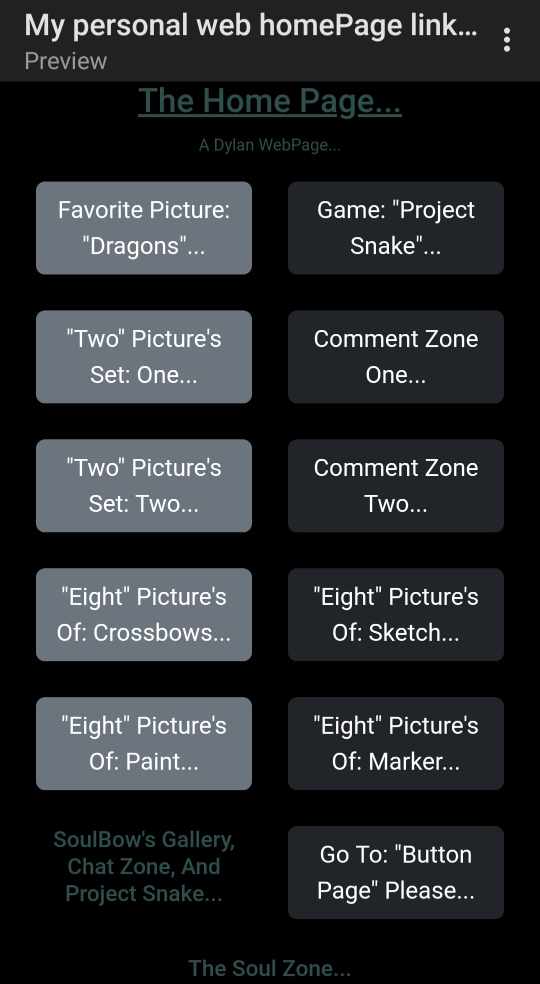 My personal web homePage link...
Preview
The Home Page...
A Dylan WebPage...
Favorite Picture:
"Dragons"...
Game: "Project
Snake"...
"Two" Picture's
Set: One...
Comment Zone
One...
"Two" Picture's
Set: Two...
Comment Zone
Two...
"Eight" Picture's
Of: Crossbows...
"Eight" Picture's
Of: Sketch...
"Eight" Picture's
Of: Paint...
"Eight" Picture's
Of: Marker...
SoulBow's Gallery,
Chat Zone, And
Project Snake...
Go To: "Button
Page" Please...
The Soul Zone...